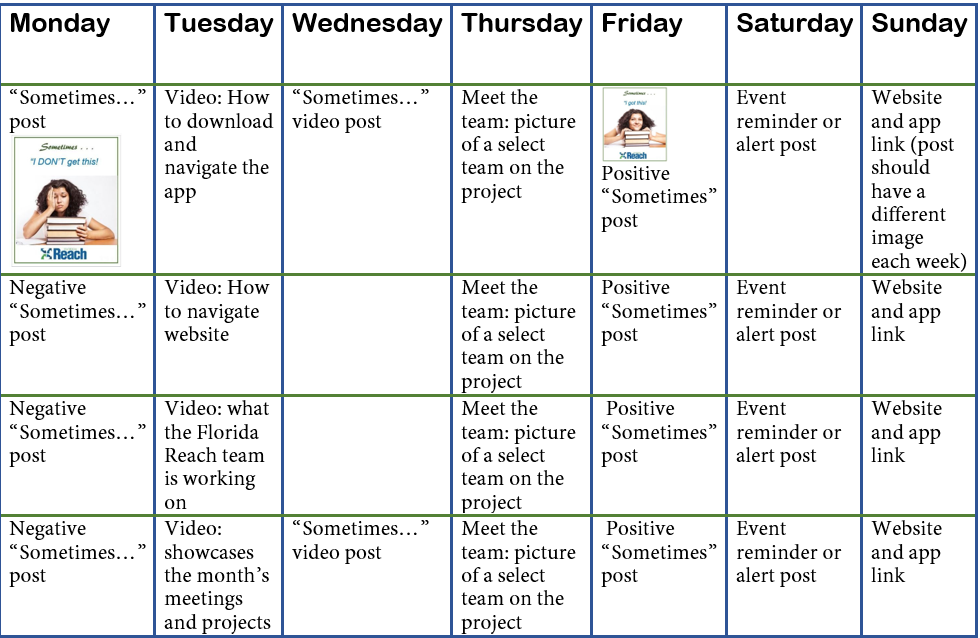 Monday
Tuesday
Wednesday
Thursday
Friday
Saturday
Sunday
“Sometimes…”
post
Sometimes . . .
“I DON'T get this!
Reach
Video: How
to download
and
navigate the
app
“Sometimes…”
video post
Meet the
team: picture
of a select
team on the
project
Sometimes . . .
“I got this!
Reach
Positive
“Sometimes”
post
Event
reminder or
alert post
Website
and app
link (post
should
have a
different
image
each week)
Negative
“Sometimes…”
post
Video: How
to navigate
website
Meet the
team: picture
of a select
team on the
project
Positive
“Sometimes”
post
Event
reminder or
alert post
Website
and app
link
Negative
“Sometimes…”
post
Video: what
the Florida
Reach team
is working
on
Meet the
team: picture
of a select
team on the
project
Positive
“Sometimes”
post
Event
reminder or
alert post
Website
and app
link
Negative
“Sometimes…”
post
Video:
showcases
the month’s
meetings
and projects
“Sometimes…”
video post
Meet the
team: picture
of a select
team on the
project
Positive
“Sometimes”
post
Event
reminder or
alert post
Website
and app
link